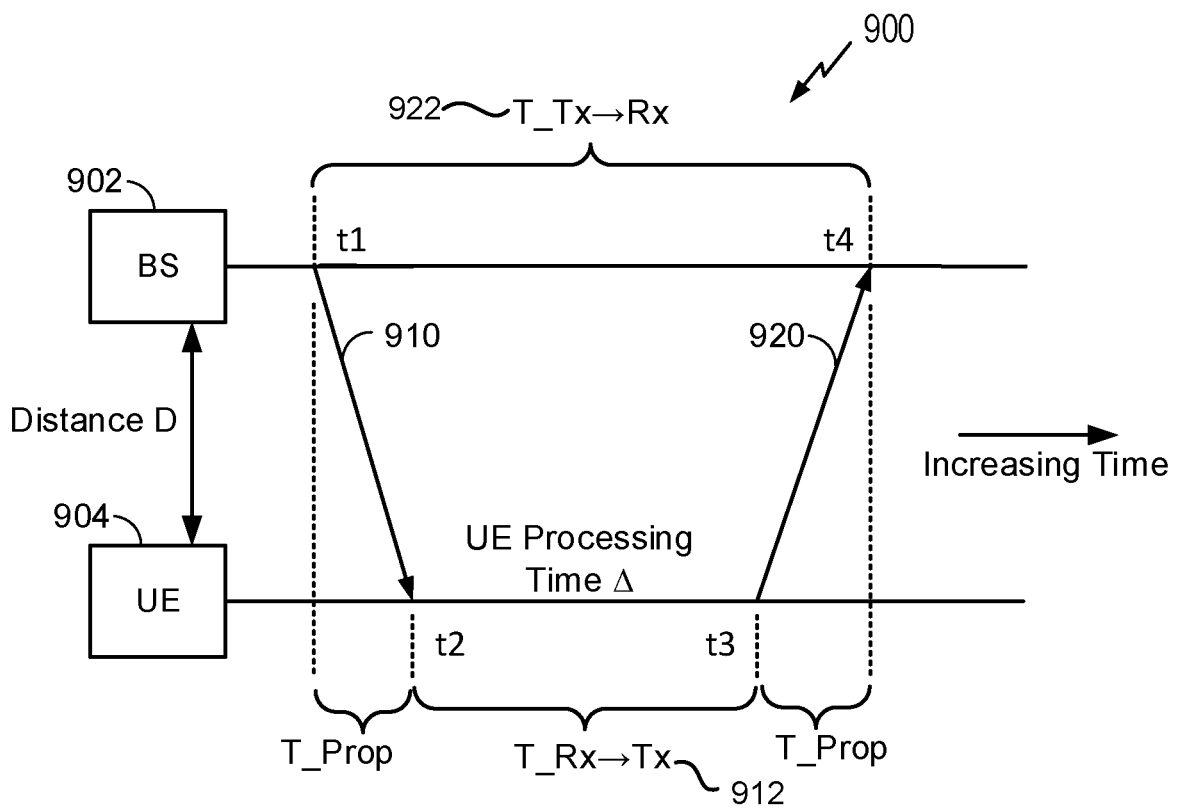 900
922 T_Tx→Rx
902
t1
t4
BS
910
920
Distance D
Increasing Time
904
UE Processing
Time Δ
UE
t2
t3
T_Prop
T_Rx→Tx
T_Prop
912